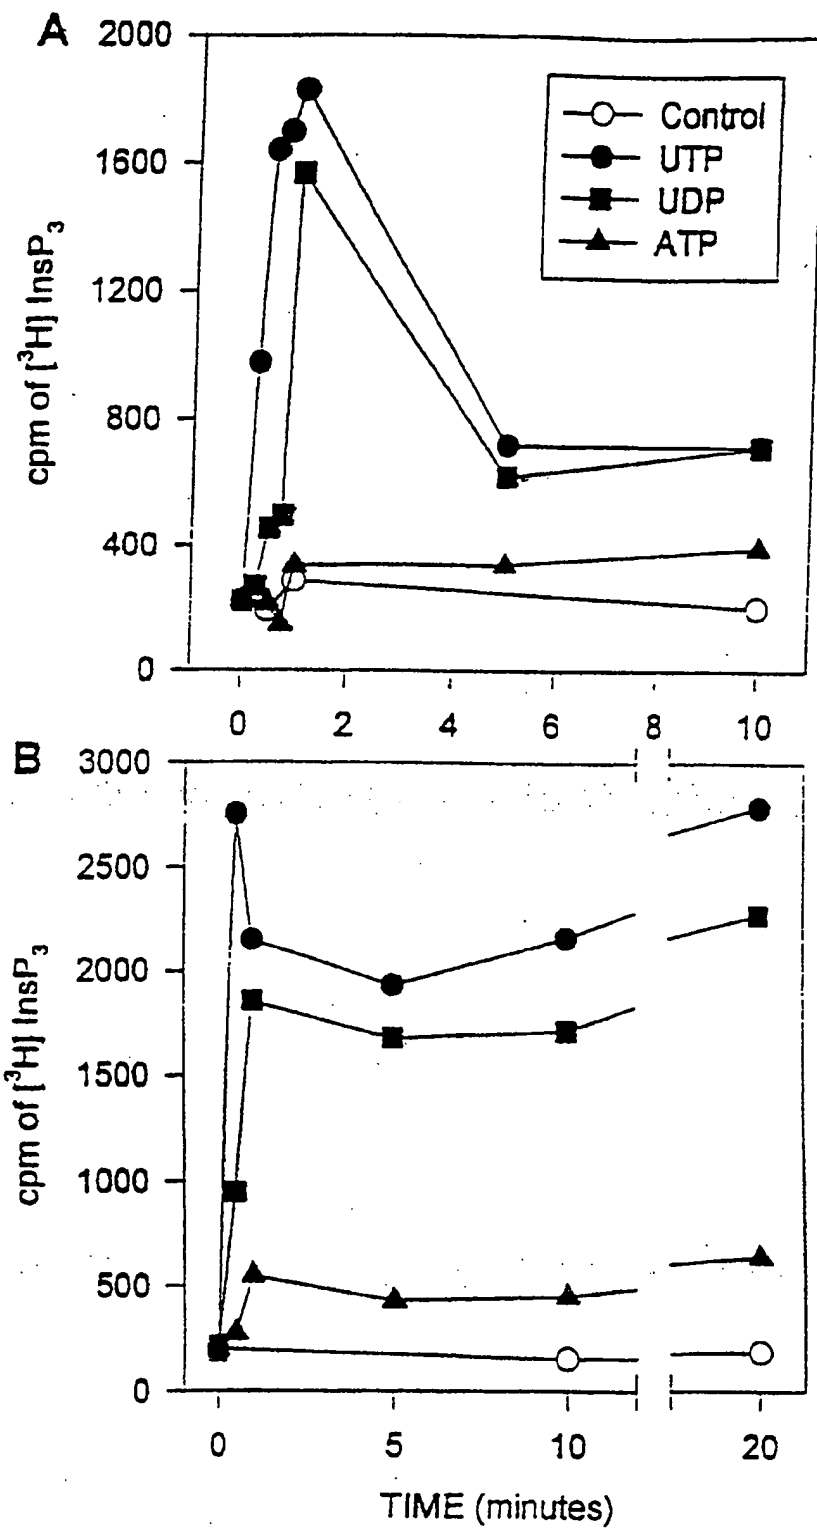 A
2000
1600
1200
800
400
0
cpm of [³H] InsP₃
Control
UTP
UDP
ATP
0 2 4 6 8 10
B
3000
2500
2000
1500
1000
500
0
cpm of [³H] InsP₃
0 5 10 20
TIME (minutes)